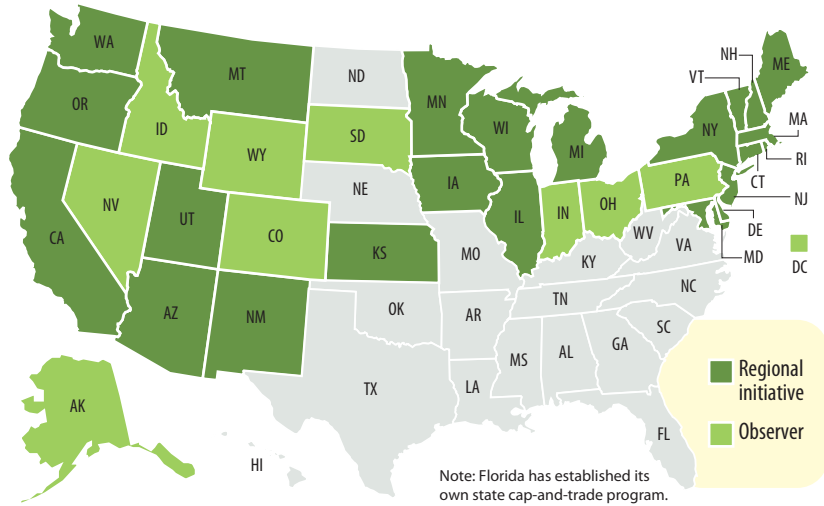 WA
MT
ND
MN
OR
ID
SD
WI
WY
MI
NY
VT
NH
ME
MA
RI
CT
NJ
DE
MD
DC
NV
UT
CO
NE
IA
IL
IN
OH
PA
CA
KS
MO
KY
WV
VA
AZ
NM
OK
AR
TN
NC
SC
TX
LA
MS
AL
GA
FL
AK
HI
Regional
initiative
Observer
Note: Florida has established its
own state cap-and-trade program.